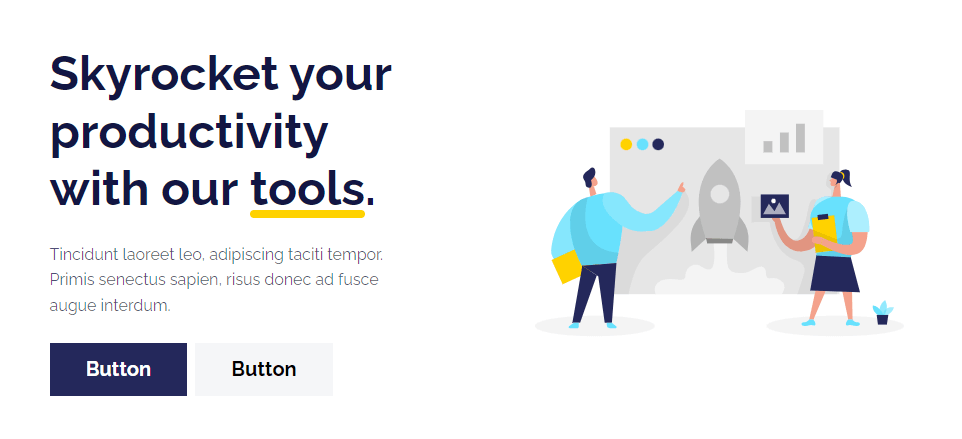 Skyrocket your
productivity
with our tools.
Tincidunt laoreet leo, adipiscing taciti tempor.
Primis senectus sapien, risus donec ad fusce
augue interdum.
Button
Button